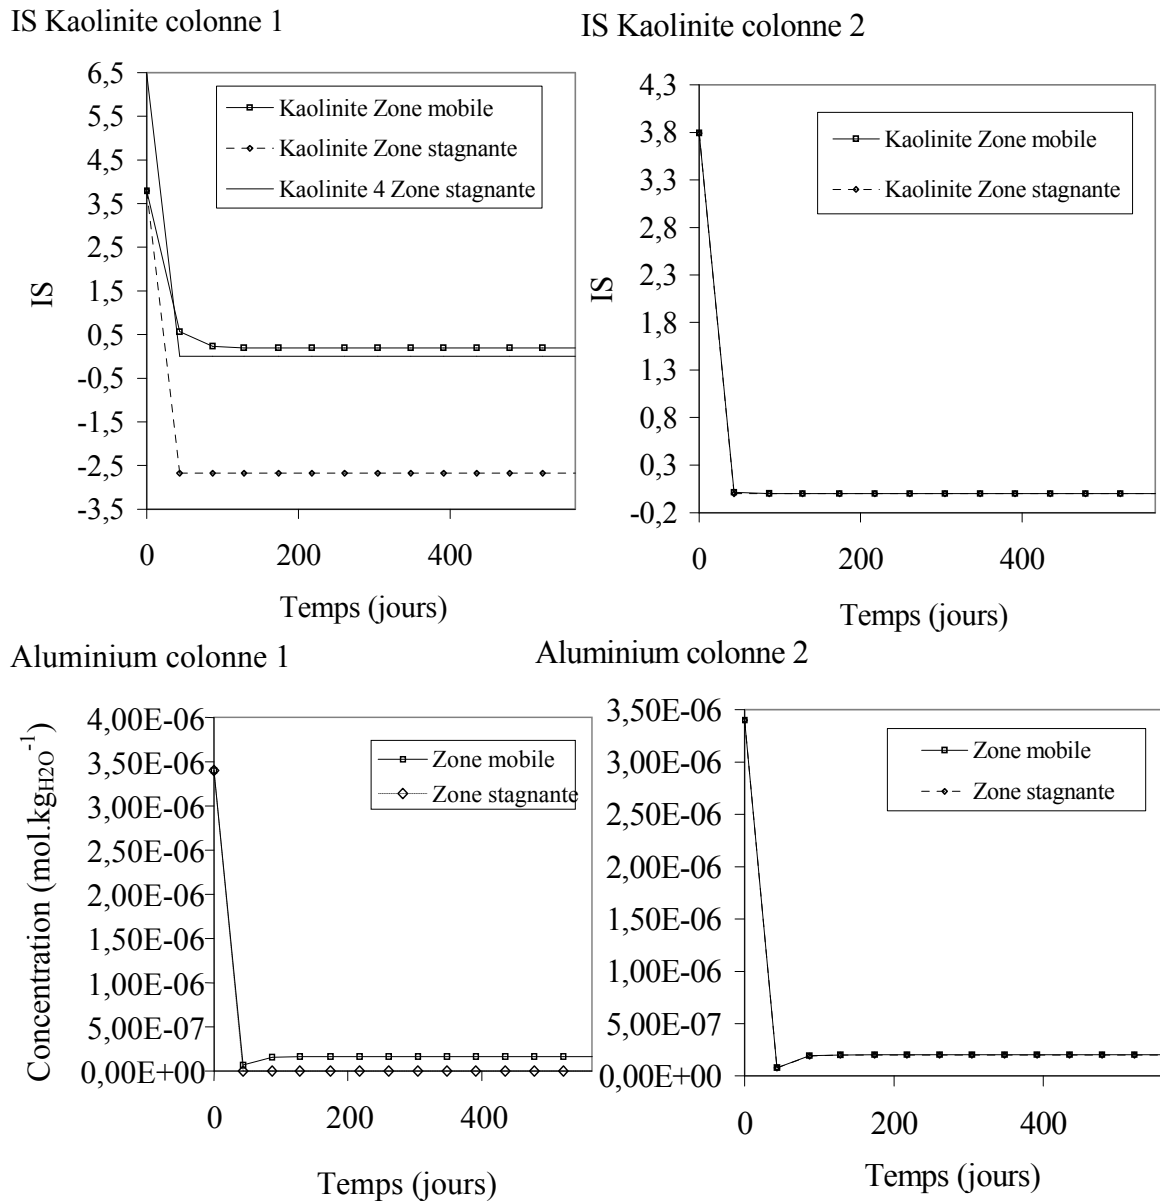 IS Kaolinite colonne 1
IS Kaolinite colonne 2
6,5
5,5
4,5
3,5
2,5
1,5
0,5
-0,5
-1,5
-2,5
-3,5
IS
Kaolinite Zone mobile
Kaolinite Zone stagnante
Kaolinite 4 Zone stagnante
0
200
400
Temps (jours)
4,3
3,8
3,3
2,8
2,3
1,8
1,3
0,8
0,3
-0,2
IS
Kaolinite Zone mobile
Kaolinite Zone stagnante
0
200
400
Temps (jours)
Aluminium colonne 1
Aluminium colonne 2
Concentration (mol.kgH2O-1)
4,00E-06
3,50E-06
3,00E-06
2,50E-06
2,00E-06
1,50E-06
1,00E-06
5,00E-07
0,00E+00
Zone mobile
Zone stagnante
0
200
400
Temps (jours)
3,50E-06
3,00E-06
2,50E-06
2,00E-06
1,50E-06
1,00E-06
5,00E-07
0,00E+00
Zone mobile
Zone stagnante
0
200
400
Temps (jours)